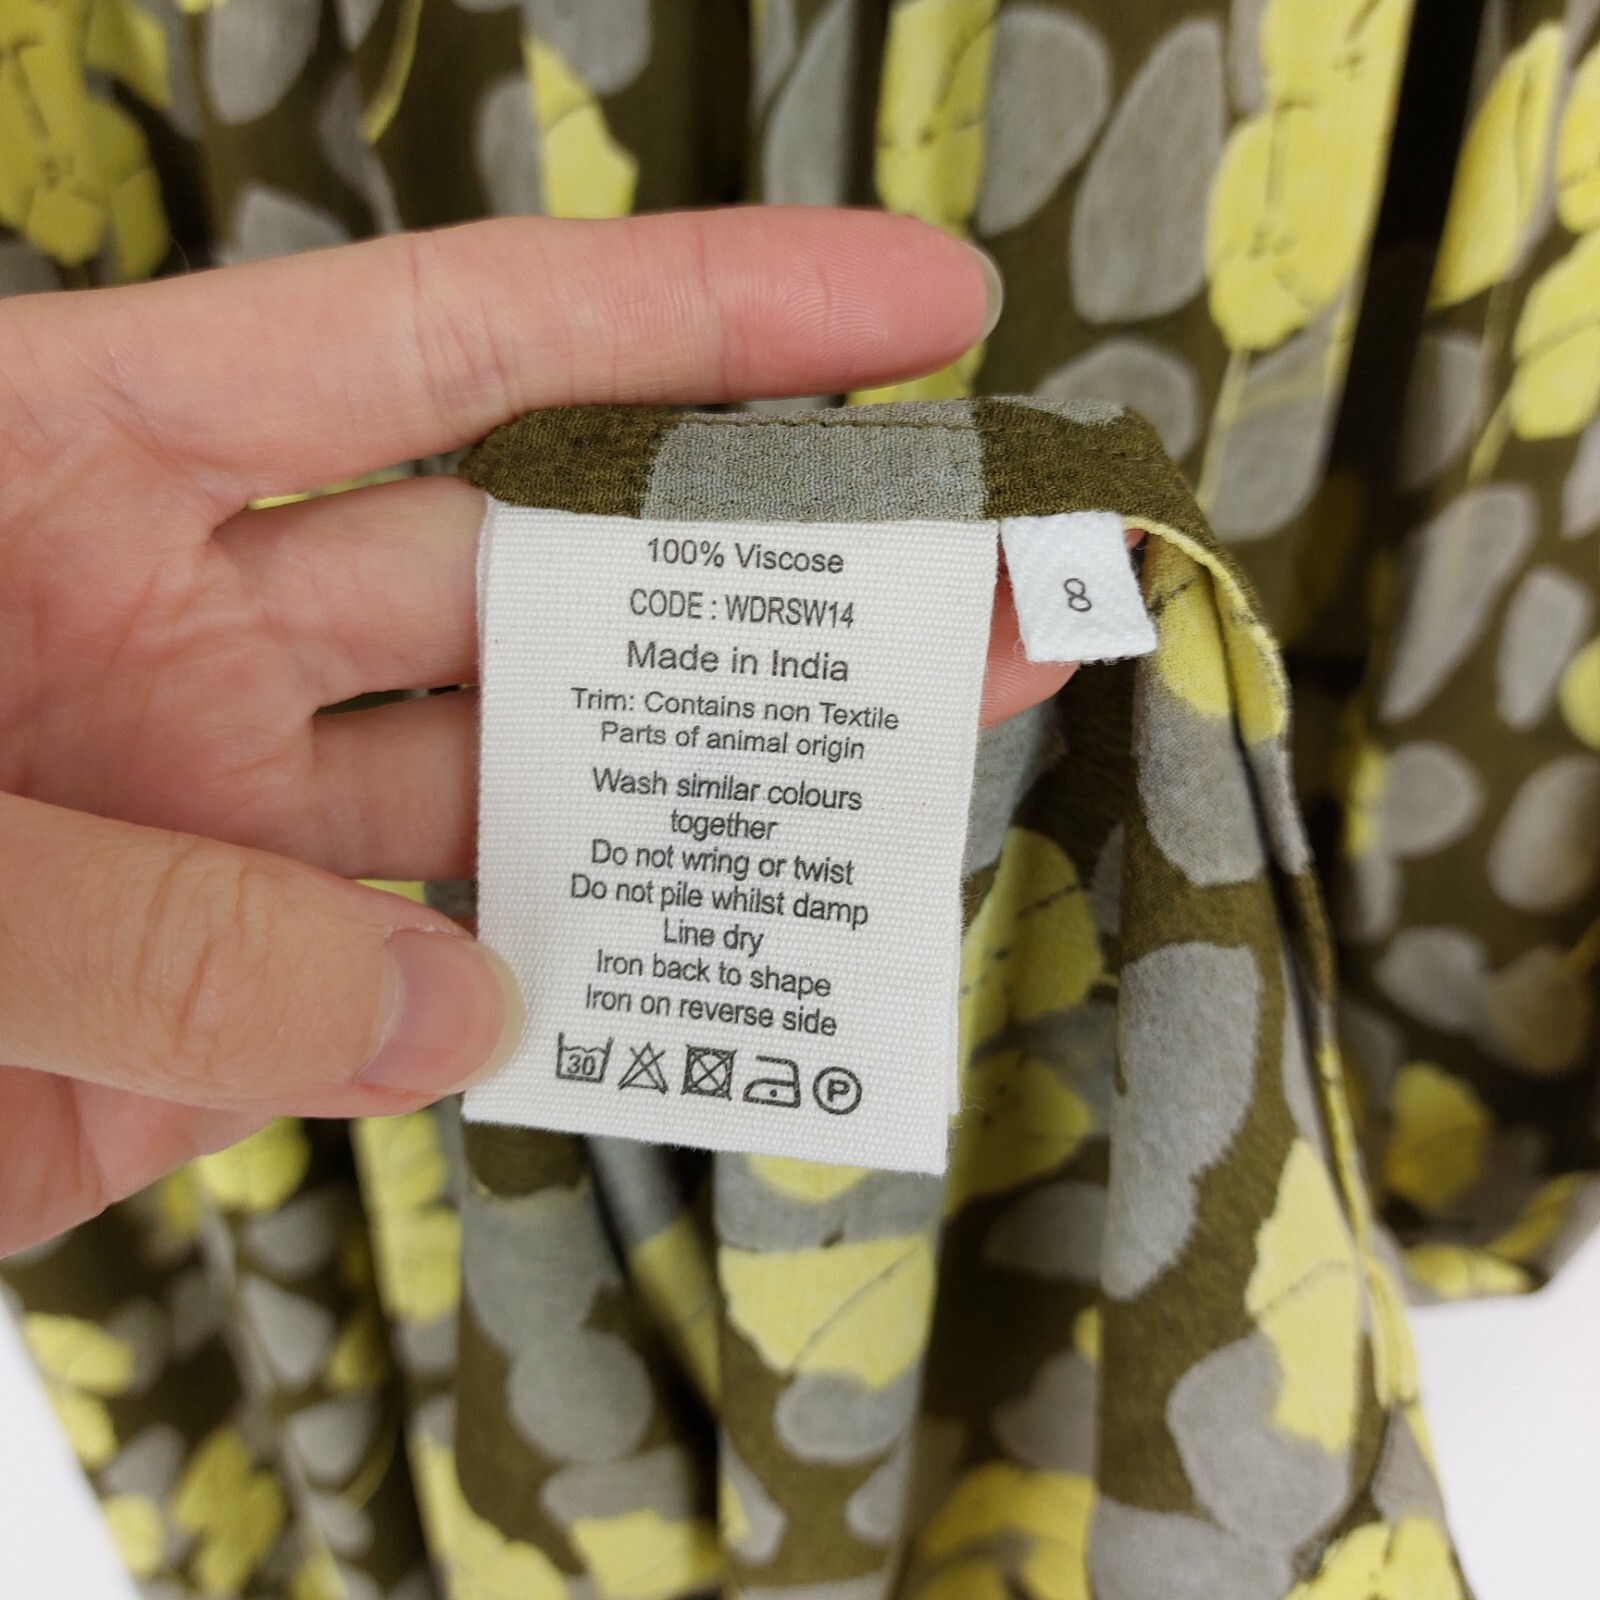 100% Viscose
CODE : WDRSW14
Made in India
Trim: Contains non Textile
Parts of animal origin
Wash similar colours
together
Do not wring or twist
Do not pile whilst damp
Line dry
Iron back to shape
Iron on reverse side
30 P
8